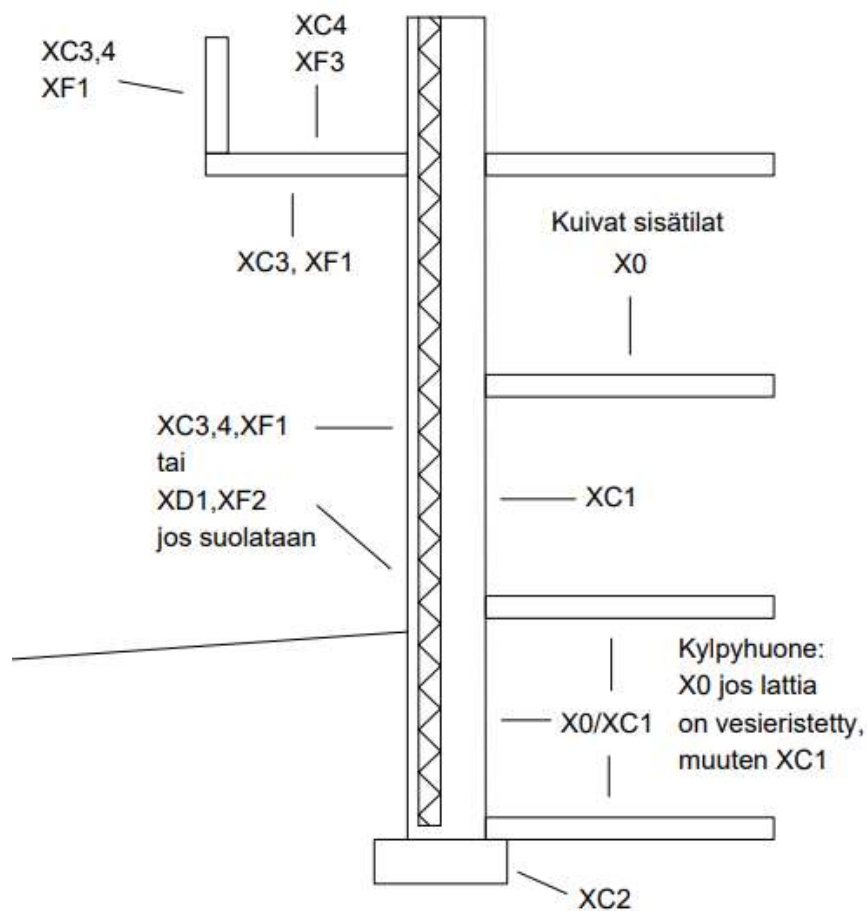 XC3,4
XF1
XC4
XF3
XC3, XF1
Kuivat sisätilat
X0
XC3,4,XF1
tai
XD1,XF2
jos suolataan
XC1
X0/XC1
Kylpyhuone:
X0 jos lattia
on vesieristetty,
muuten XC1
XC2